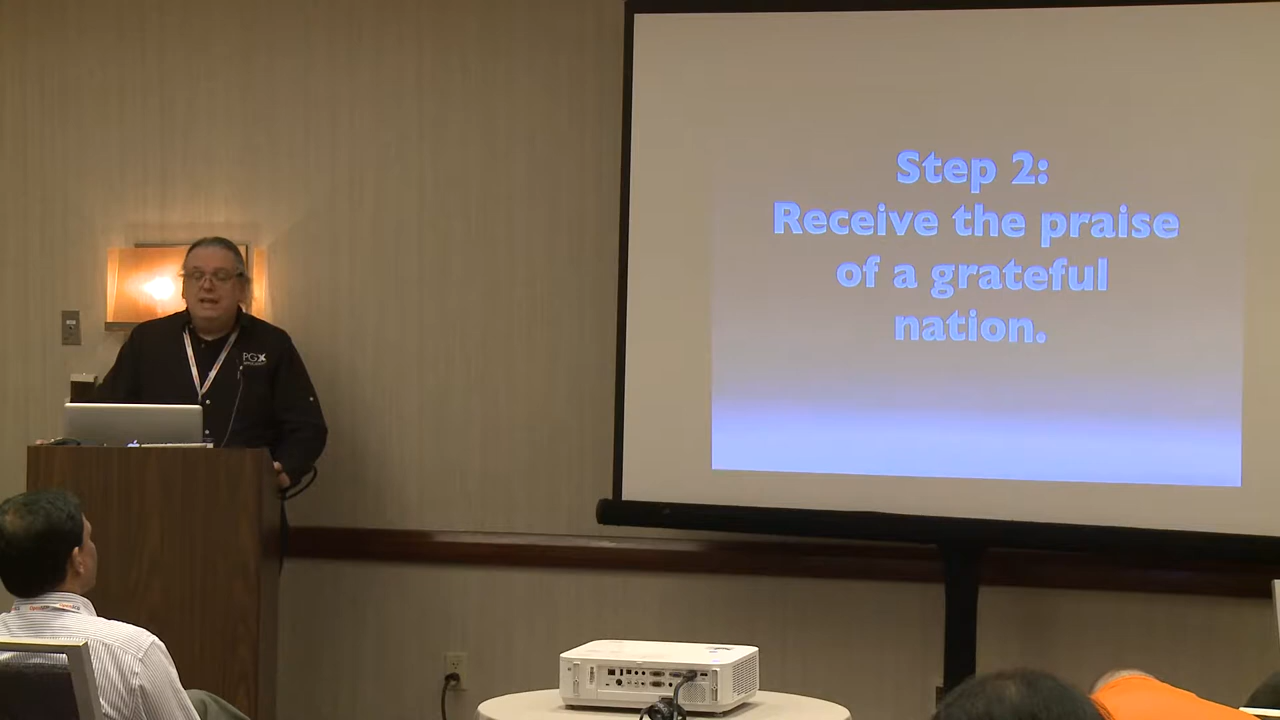 Step 2:
Receive the praise
of a grateful
nation.
PGX